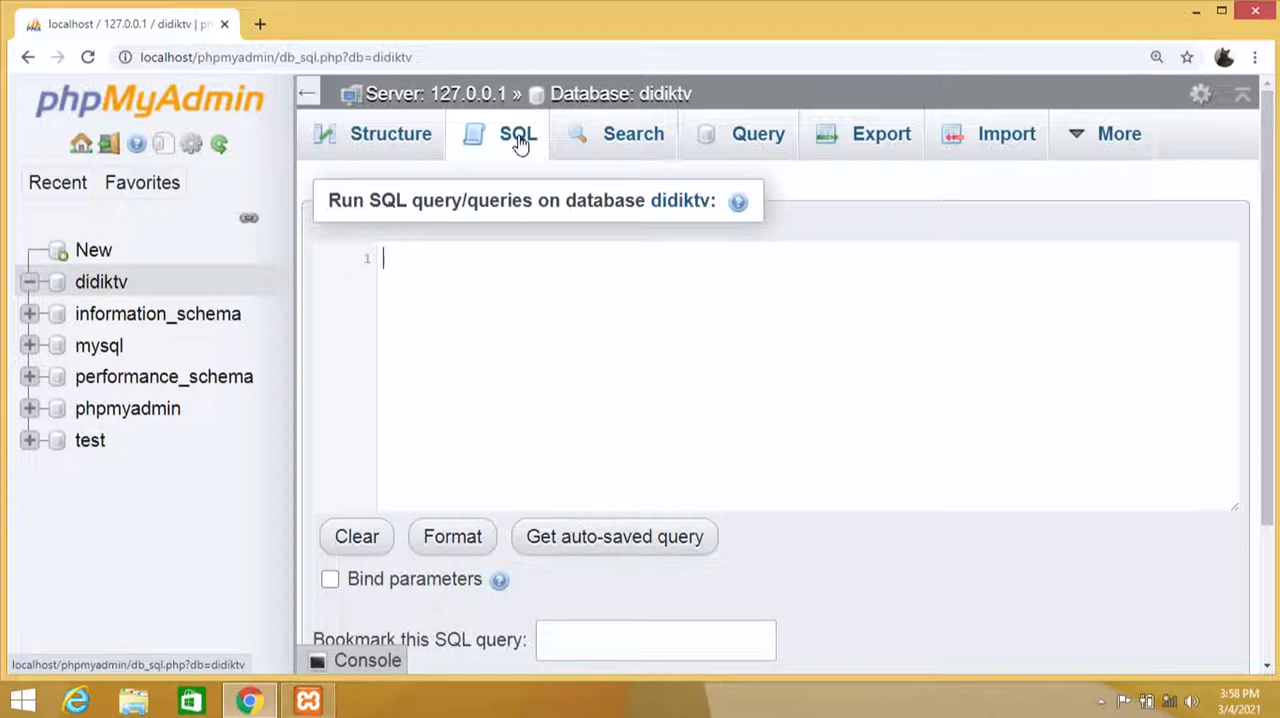 localhost / 127.0.0.1 / didiktv | p
localhost/phpmyadmin/db_sql.php?db=didiktv
phpMyAdmin
Recent Favorites
New
didiktv
information_schema
mysql
performance_schema
phpmyadmin
test
Server: 127.0.0.1 » Database: didiktv
Structure SQL Search Query Export Import More
Run SQL query/queries on database didiktv:
1
Clear Format Get auto-saved query
Bind parameters
Bookmark this SQL query:
Console
localhost/phpmyadmin/db_sql.php?db=didiktv
3:58 PM
3/4/2021